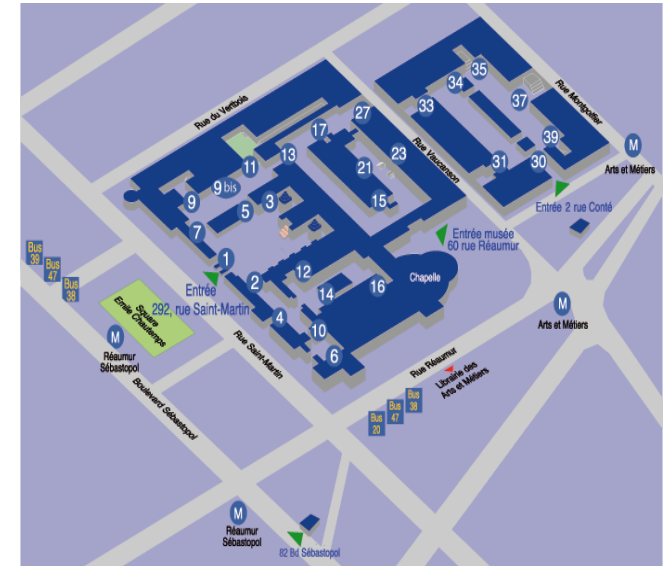 Rue du Vertbois
Rue Vaucanson
Rue Montgolfier
35
34
37
33
27
17
39
13
23
M
Arts et Métiers
11
21
31
30
9 bis
9
3
15
Entrée 2 rue Conté
5
7
Entrée musée
60 rue Réaumur
1
12
Chapelle
Bus
39
Bus
47
Bus
38
2
16
Entrée
292, rue Saint-Martin
14
M
Arts et Métiers
Square
Emile Chautemps
4
10
M
Réaumur
Sébastopol
6
Rue Saint-Martin
Rue Réaumur
Librairie des
Arts et Métiers
Boulevard Sébastopol
Bus
20
Bus
47
Bus
38
M
Réaumur
Sébastopol
82 Bd Sébastopol